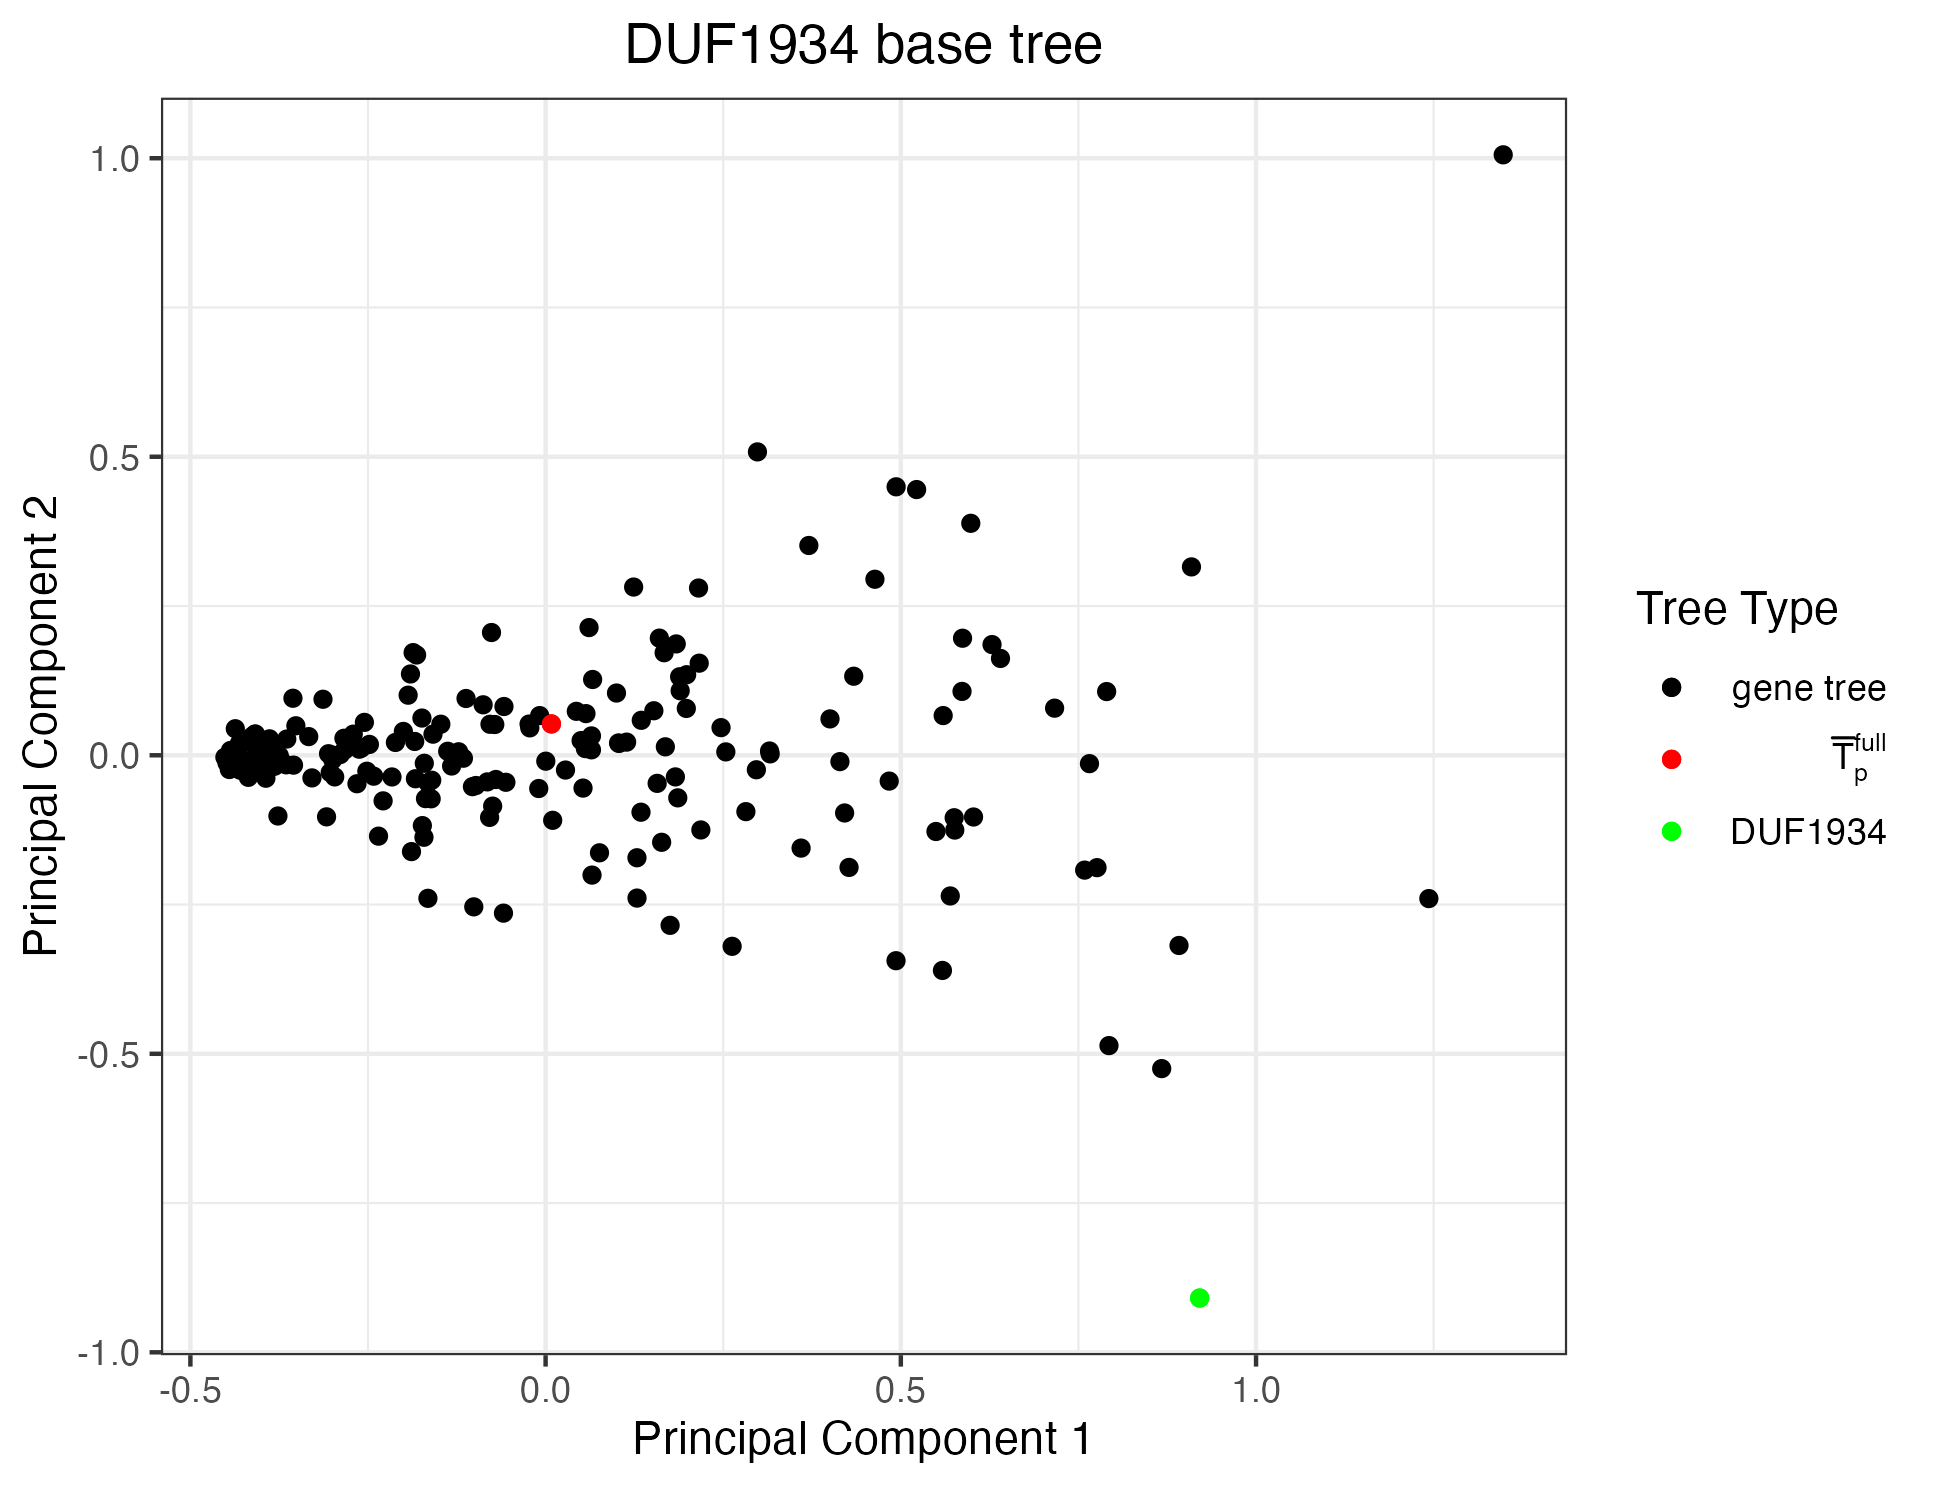 DUF1934 base tree
Principal Component 2
1.0
0.5
0.0
-0.5
-1.0
-0.5 0.0 0.5 1.0
Principal Component 1
Tree Type
gene tree
T̅ₚ^full
DUF1934